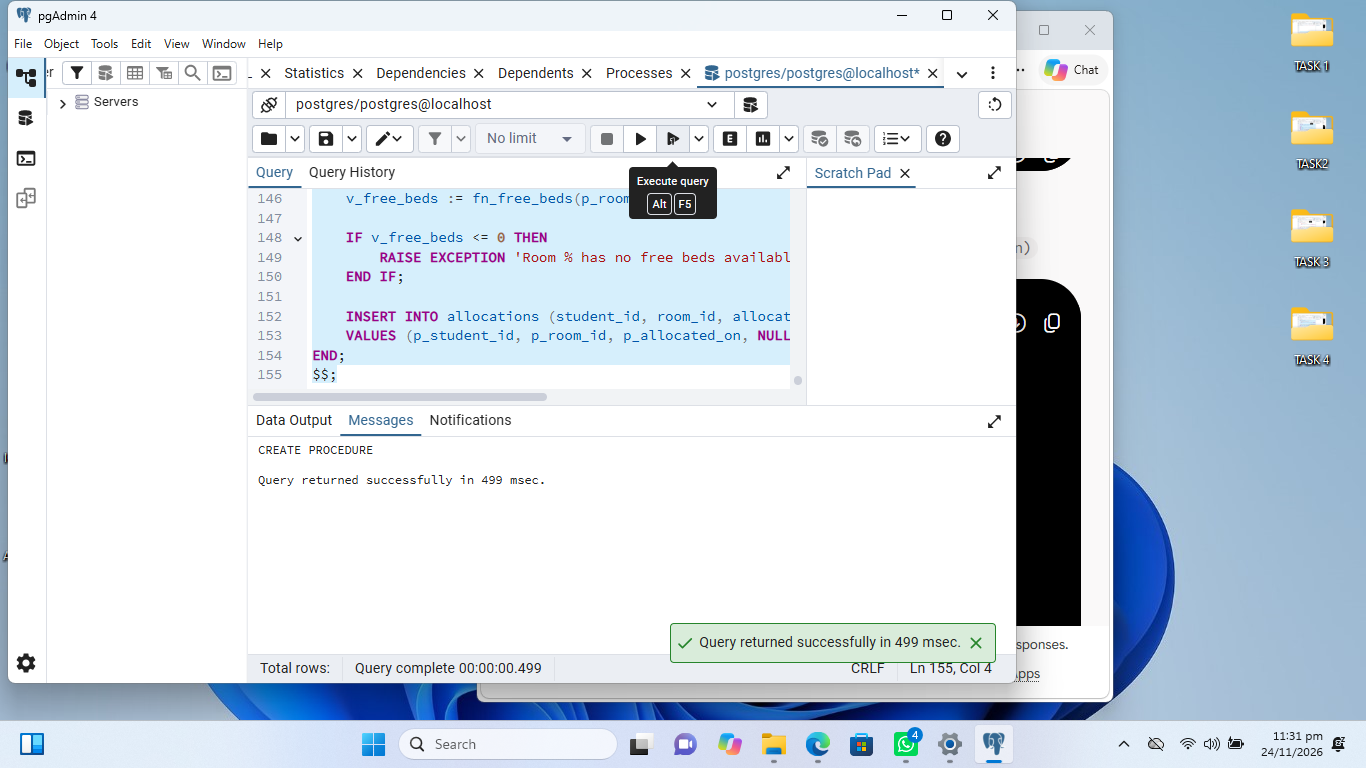 pgAdmin 4
File Object Tools Edit View Window Help
Statistics Dependencies Dependents Processes postgres/postgres@localhost*
Servers
postgres/postgres@localhost
No limit
E
Query Query History
Scratch Pad
Execute query
Alt F5
146 v_free_beds := fn_free_beds(p_room
147
148 IF v_free_beds <= 0 THEN
149 RAISE EXCEPTION 'Room % has no free beds availabl
150 END IF;
151
152 INSERT INTO allocations (student_id, room_id, allocat
153 VALUES (p_student_id, p_room_id, p_allocated_on, NULL
154 END;
155 $$;
Data Output Messages Notifications
CREATE PROCEDURE
Query returned successfully in 499 msec.
Query returned successfully in 499 msec.
Total rows: Query complete 00:00:00.499 CRLF Ln 155, Col 4
Chat
n)
sponses.
TASK 1
TASK2
TASK 3
TASK 4
Search
4
11:31 pm
24/11/2026